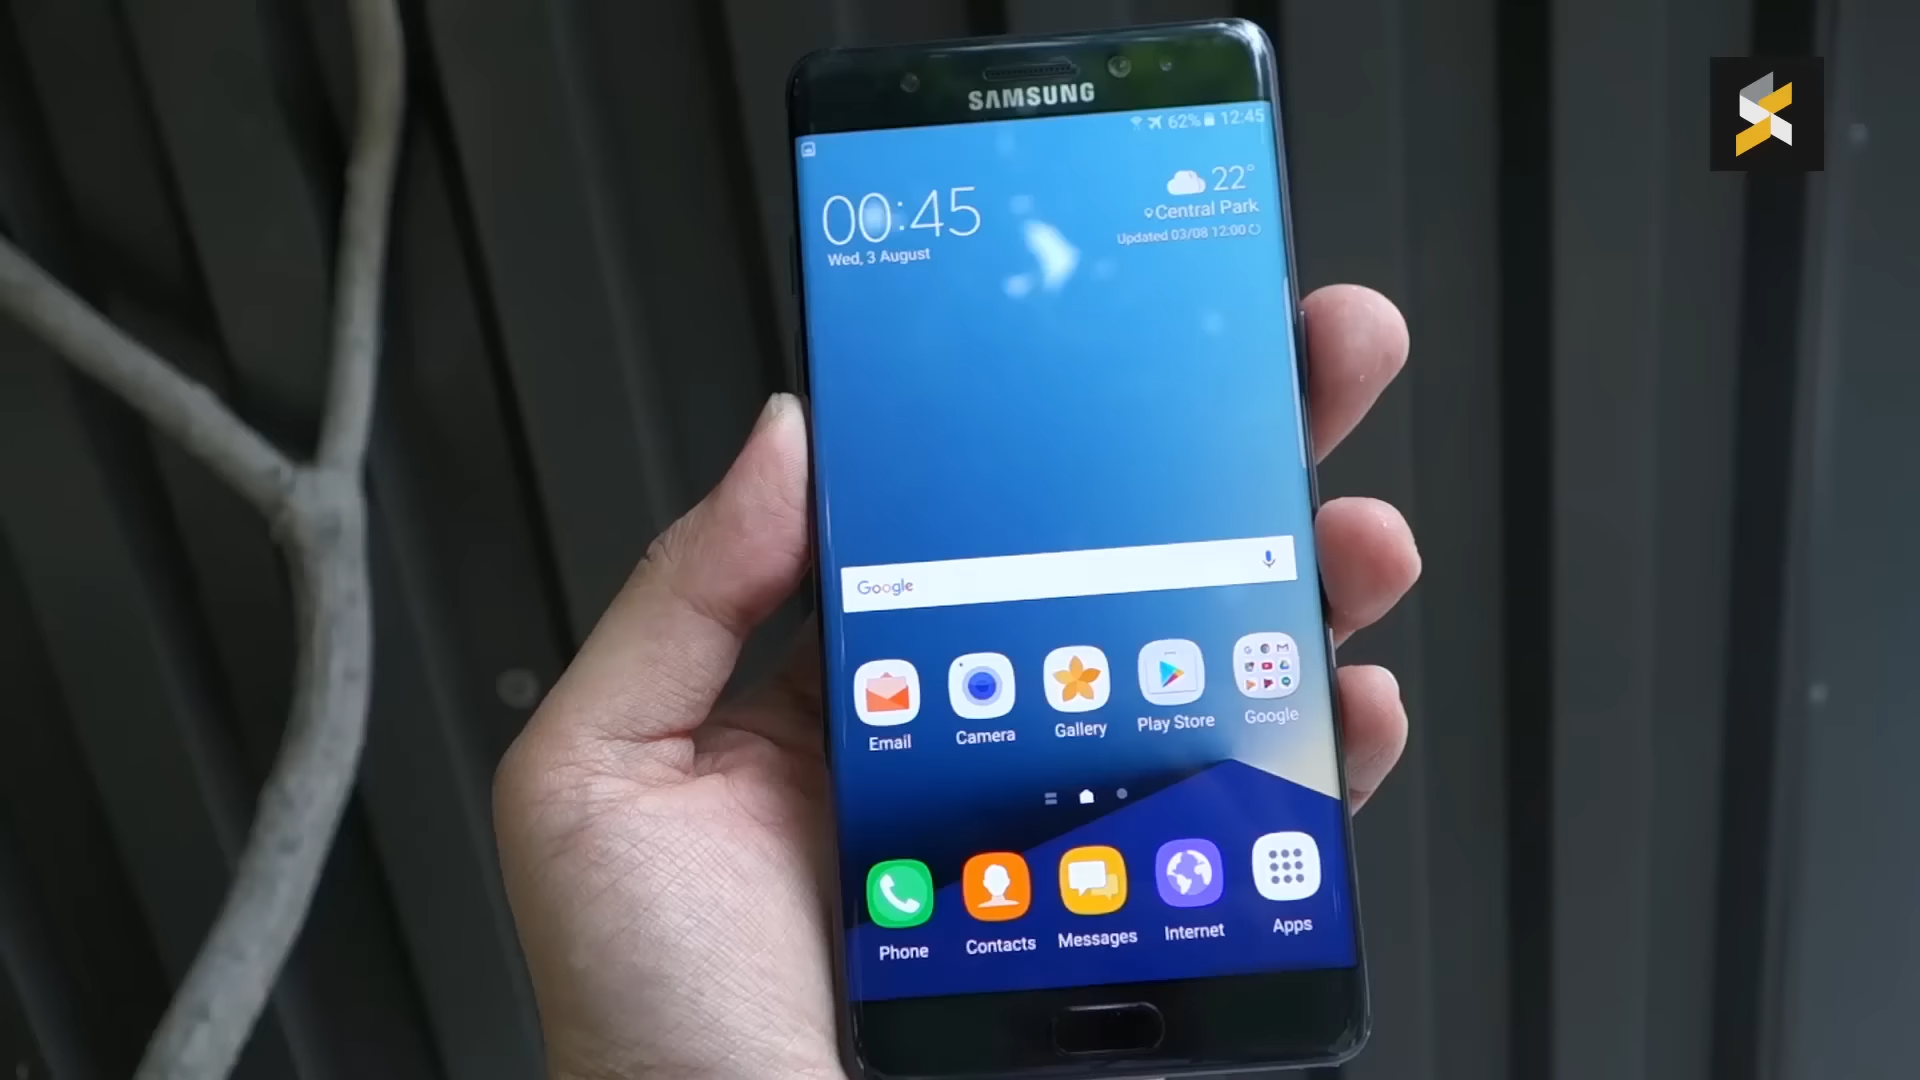 SAMSUNG
62% 12:45
00:45
Wed, 3 August
22°
Central Park
Updated 03/08 12:00
Google
Email
Camera
Gallery
Play Store
Google
Phone
Contacts
Messages
Internet
Apps